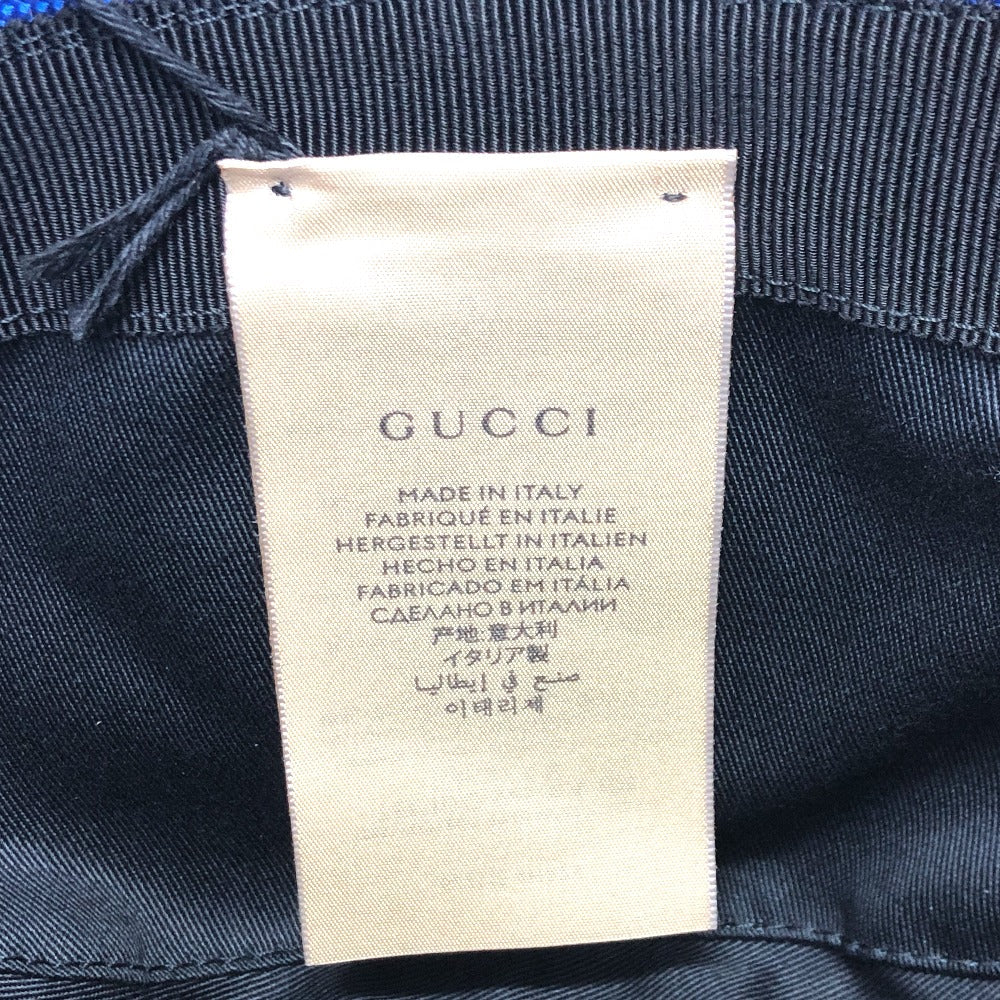 GUCCI
MADE IN ITALY
FABRIQUÉ EN ITALIE
HERGESTELLT IN ITALIEN
HECHO EN ITALIA
FABRICADO EM ITÁLIA
СДЕЛАНО В ИТАЛИИ
产地:意大利
イタリア製
صنع في إيطاليا
이태리제